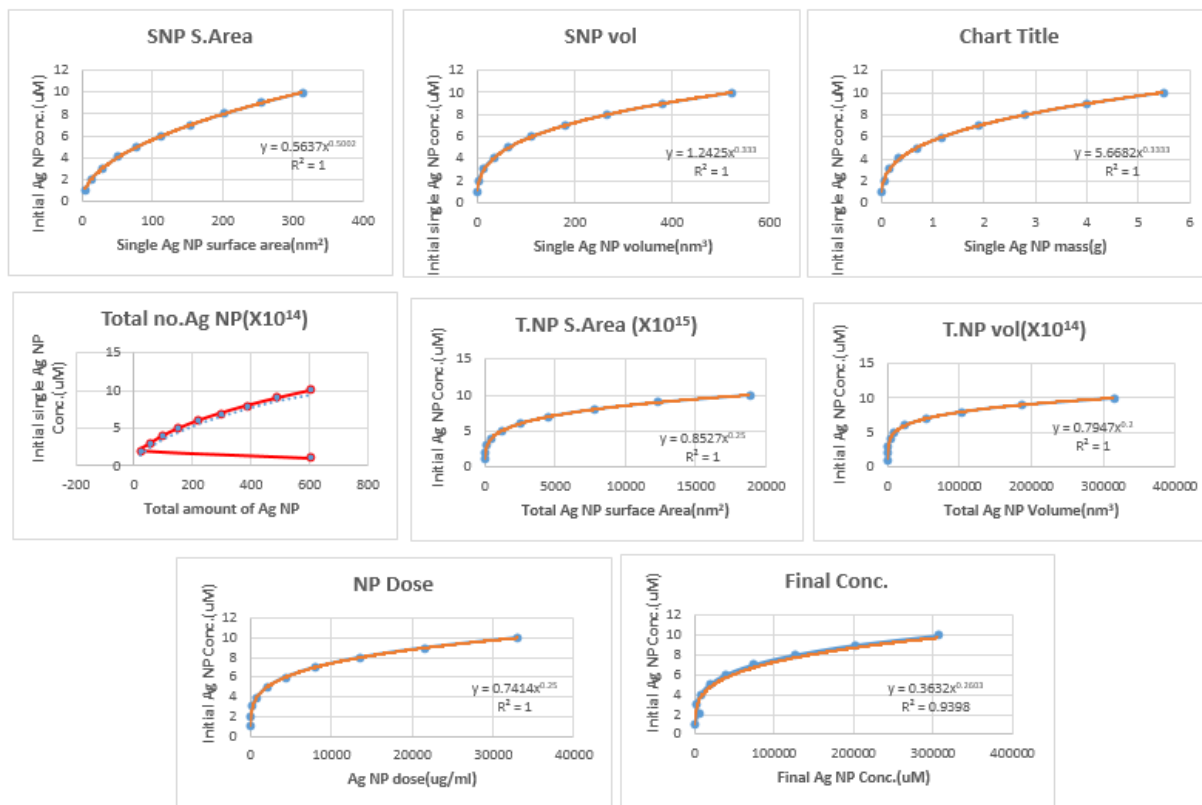 SNP S.Area
Initial Ag NP conc.(uM)
12
10
8
6
4
2
0
y = 0.5637x^0.5002
R² = 1
0 100 200 300 400
Single Ag NP surface area(nm²)
SNP vol
Initial single Ag NP conc.(uM)
12
10
8
6
4
2
0
y = 1.2425x^0.333
R² = 1
0 200 400 600
Single Ag NP volume(nm³)
Chart Title
Initial single Ag NP conc.(uM)
12
10
8
6
4
2
0
y = 5.6682x^0.3333
R² = 1
0 1 2 3 4 5 6
Single Ag NP mass(g)
Total no.Ag NP(X10¹⁴)
Initial single Ag NP
Conc.(uM)
15
10
5
0
-200 0 200 400 600 800
Total amount of Ag NP
T.NP S.Area (X10¹⁵)
Initial Ag NP Conc.(uM)
15
10
5
0
y = 0.8527x^0.25
R² = 1
0 5000 10000 15000 20000
Total Ag NP surface Area(nm²)
T.NP vol(X10¹⁴)
Initial Ag NP Conc.(uM)
15
10
5
0
y = 0.7947x^0.2
R² = 1
0 100000 200000 300000 400000
Total Ag NP Volume(nm³)
NP Dose
Initial Ag NP Conc.(uM)
12
10
8
6
4
2
0
y = 0.7414x^0.25
R² = 1
0 10000 20000 30000 40000
Ag NP dose(ug/ml)
Final Conc.
Initial Ag NP Conc.(uM)
12
10
8
6
4
2
0
y = 0.3632x^0.2603
R² = 0.9398
0 100000 200000 300000 400000
Final Ag NP Conc.(uM)